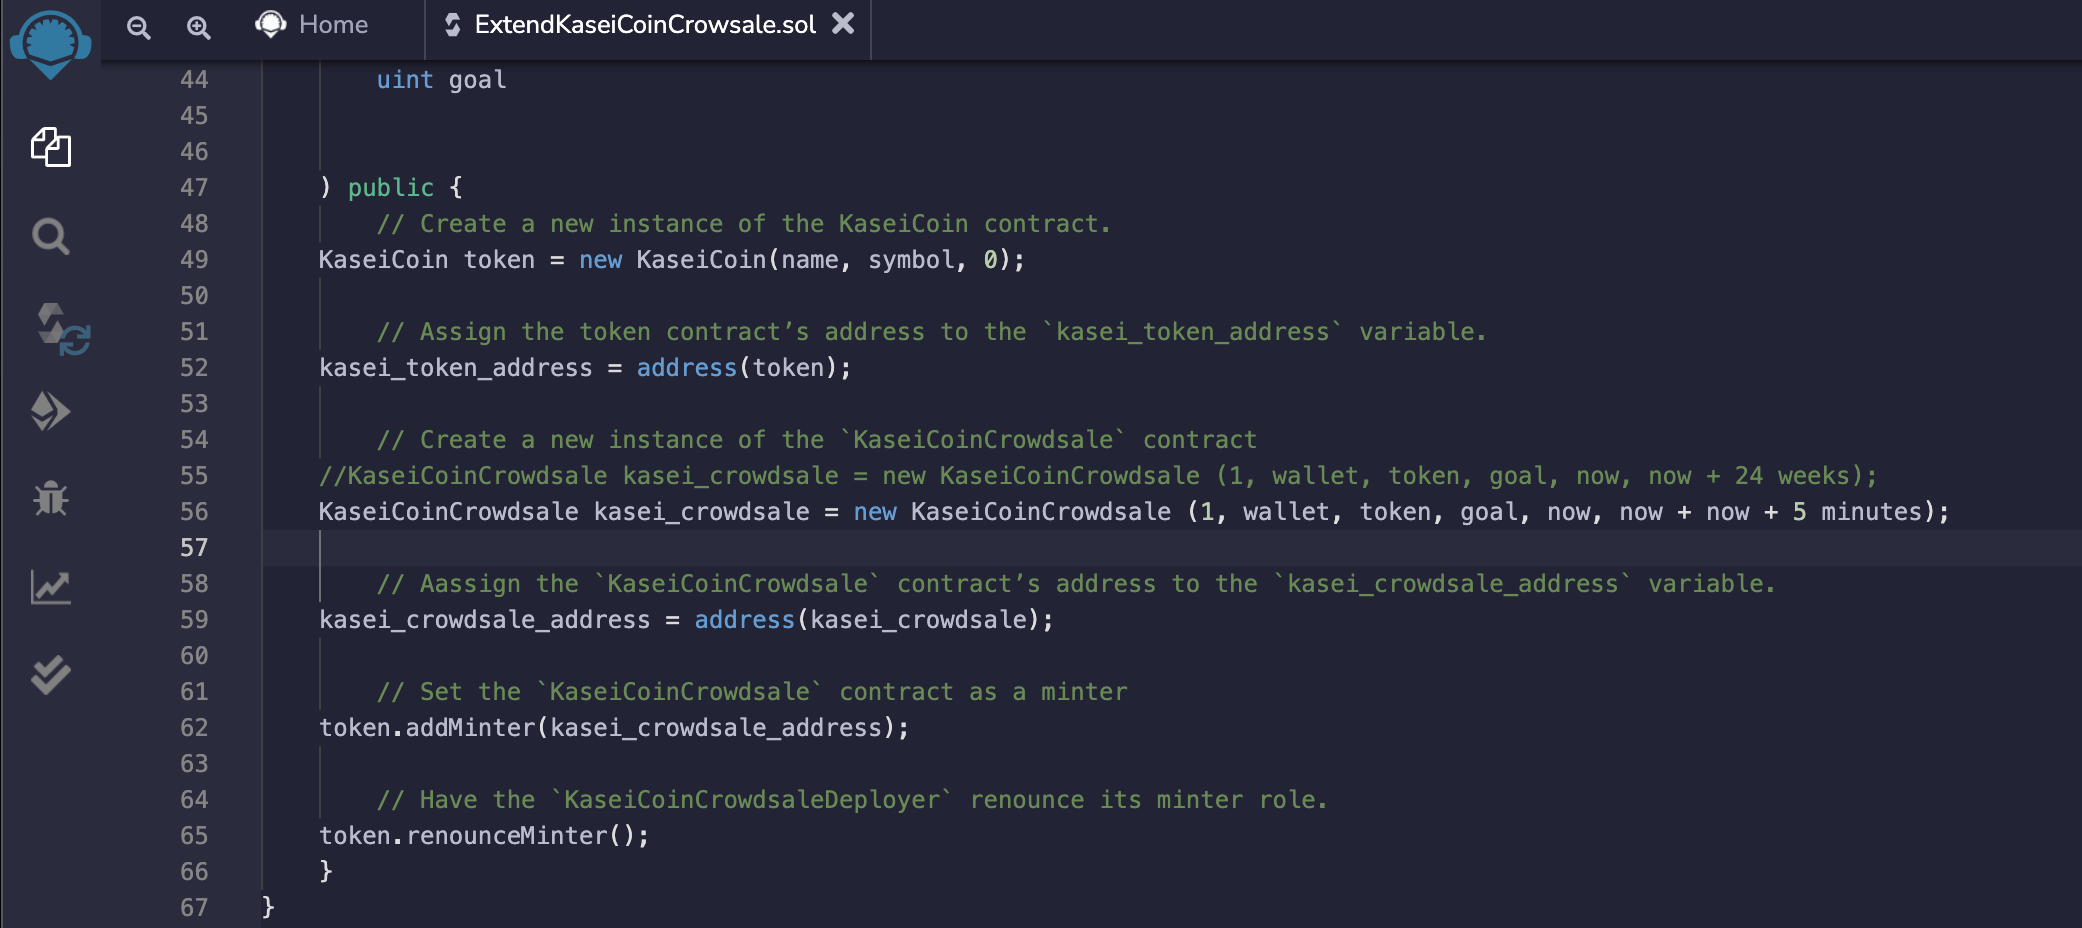 Home ExtendKaseiCoinCrowsale.sol
44 uint goal
45
46
47 ) public {
48 // Create a new instance of the KaseiCoin contract.
49 KaseiCoin token = new KaseiCoin(name, symbol, 0);
50
51 // Assign the token contract’s address to the `kasei_token_address` variable.
52 kasei_token_address = address(token);
53
54 // Create a new instance of the `KaseiCoinCrowdsale` contract
55 //KaseiCoinCrowdsale kasei_crowdsale = new KaseiCoinCrowdsale (1, wallet, token, goal, now, now + 24 weeks);
56 KaseiCoinCrowdsale kasei_crowdsale = new KaseiCoinCrowdsale (1, wallet, token, goal, now, now + now + 5 minutes);
57
58 // Aassign the `KaseiCoinCrowdsale` contract’s address to the `kasei_crowdsale_address` variable.
59 kasei_crowdsale_address = address(kasei_crowdsale);
60
61 // Set the `KaseiCoinCrowdsale` contract as a minter
62 token.addMinter(kasei_crowdsale_address);
63
64 // Have the `KaseiCoinCrowdsaleDeployer` renounce its minter role.
65 token.renounceMinter();
66 }
67 }